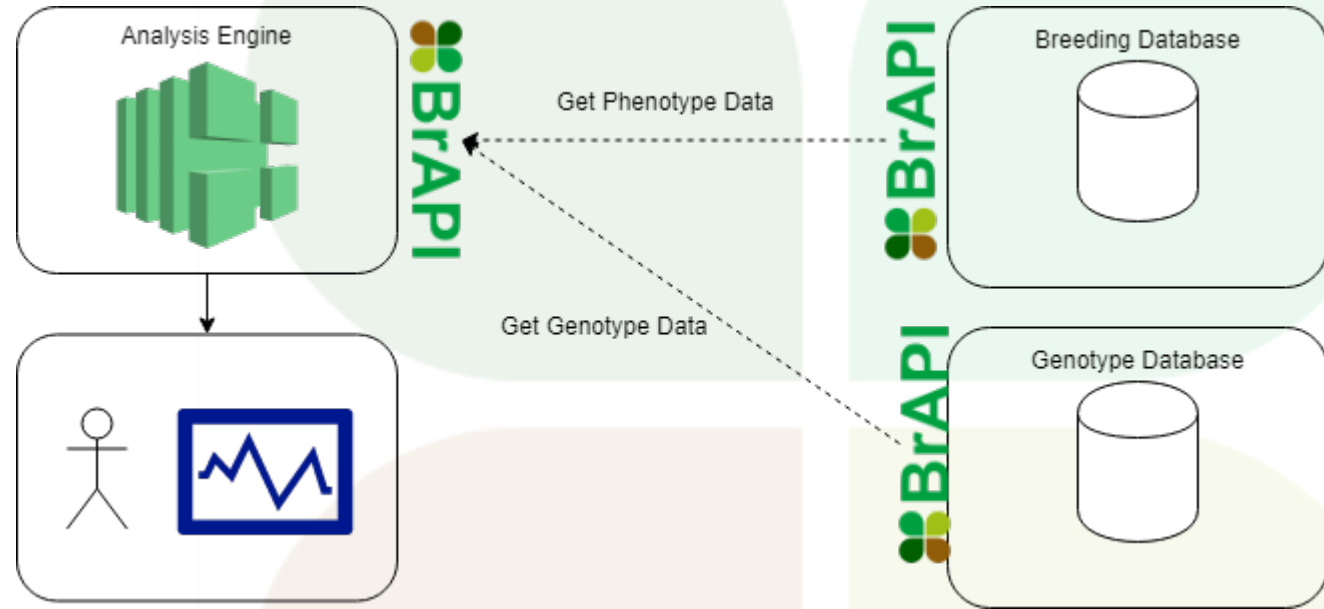 Analysis Engine
BrAPI
Get Phenotype Data
BrAPI
Breeding Database
Get Genotype Data
BrAPI
Genotype Database